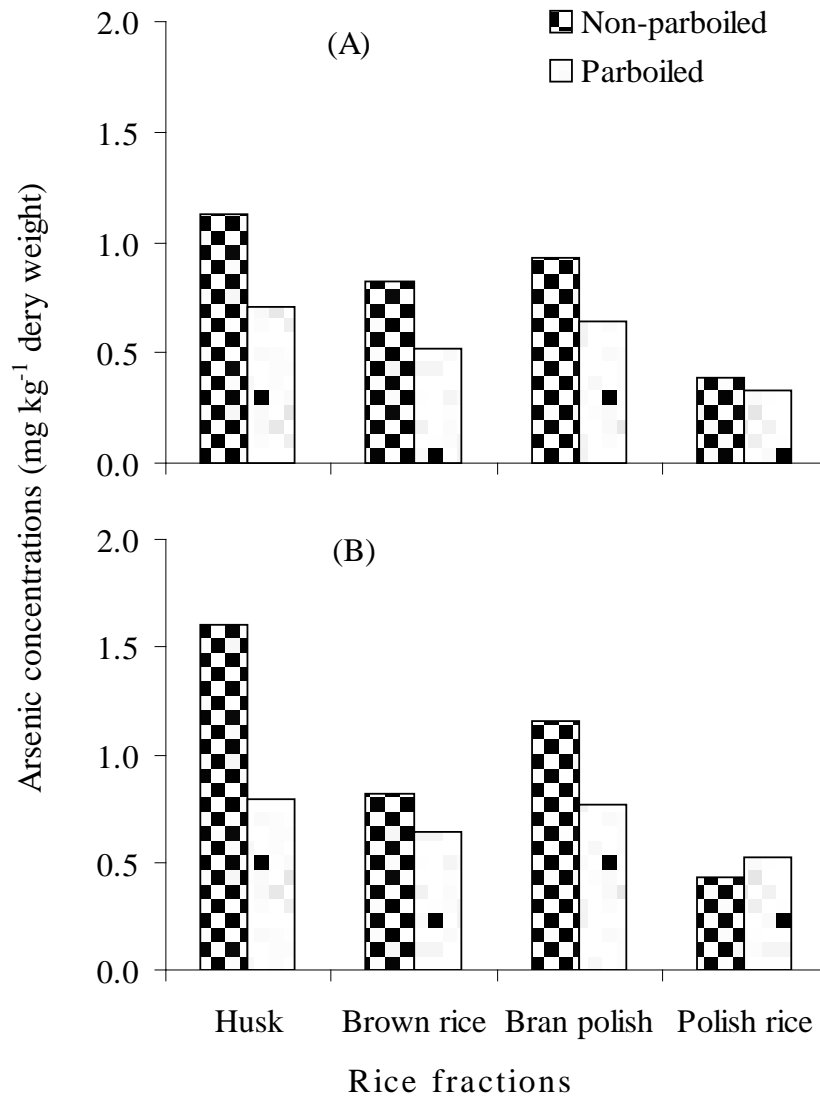 2.0
(A)
Non-parboiled
Parboiled
1.5
1.0
0.5
0.0
Arsenic concentrations (mg kg⁻¹ dery weight)
2.0
(B)
1.5
1.0
0.5
0.0
Husk Brown rice Bran polish Polish rice
Rice fractions